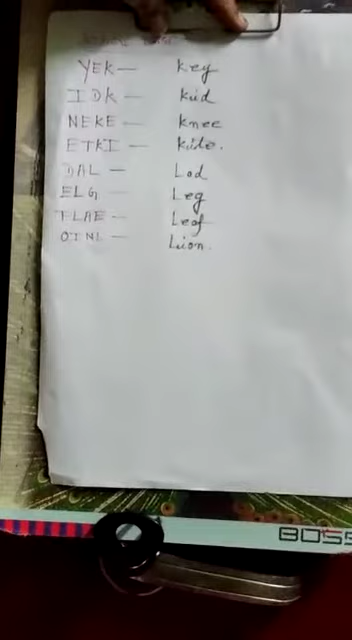 YEK — Key
IDK — Kid
NEKE — Knee
ETKI — Kite.
DAL — Lad
ELG — Leg
FLAE — Leaf
OINL — Lion.
BOSS